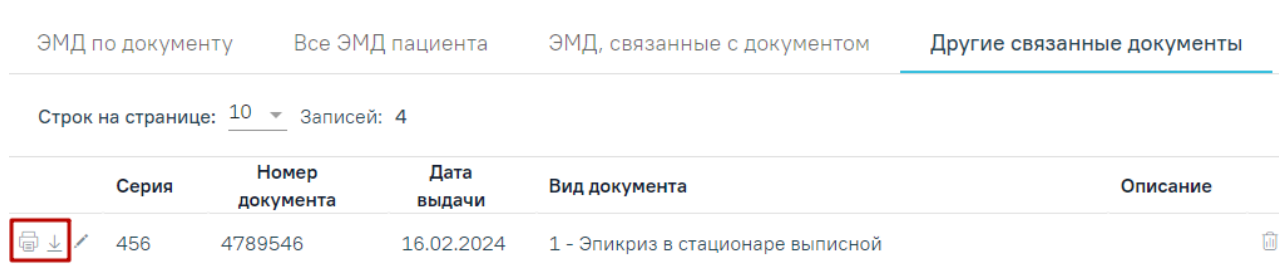 ЭМД по документу Все ЭМД пациента ЭМД, связанные с документом Другие связанные документы
Строк на странице: 10 Записей: 4
Серия Номер документа Дата выдачи Вид документа Описание
456 4789546 16.02.2024 1 - Эпикриз в стационаре выписной